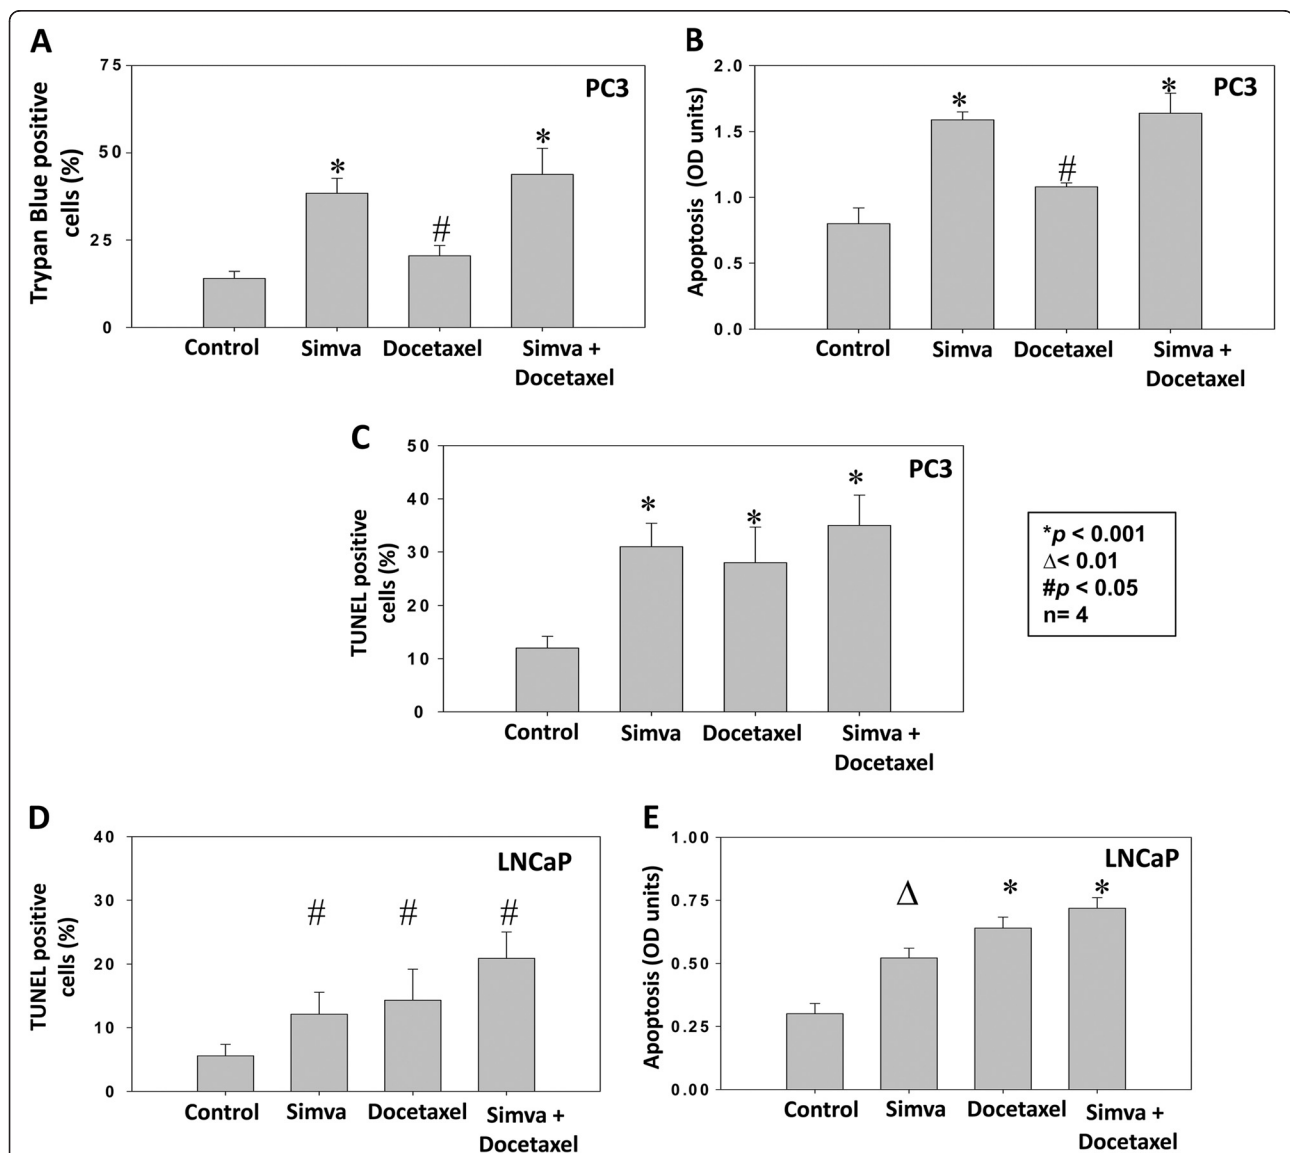 A
75
50
25
0
Trypan Blue positive
cells (%)
PC3
*
#
*
Control
Simva
Docetaxel
Simva +
Docetaxel
B
2.0
1.5
1.0
0.5
0.0
Apoptosis (OD units)
PC3
*
#
*
Control
Simva
Docetaxel
Simva +
Docetaxel
C
50
40
30
20
10
0
TUNEL positive
cells (%)
PC3
*
*
*
Control
Simva
Docetaxel
Simva +
Docetaxel
*p < 0.001
Δ< 0.01
#p < 0.05
n= 4
D
40
30
20
10
0
TUNEL positive
cells (%)
LNCaP
#
#
#
Control
Simva
Docetaxel
Simva +
Docetaxel
E
1.00
0.75
0.50
0.25
0.00
Apoptosis (OD units)
LNCaP
Δ
*
*
Control
Simva
Docetaxel
Simva +
Docetaxel